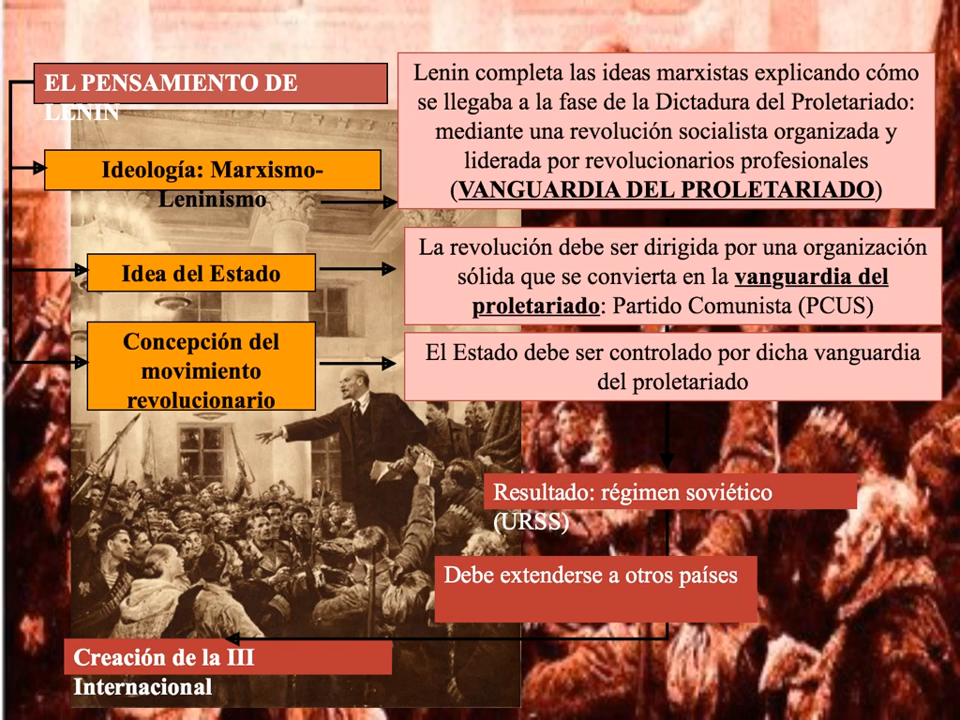 EL PENSAMIENTO DE
LENIN
Lenin completa las ideas marxistas explicando cómo
se llegaba a la fase de la Dictadura del Proletariado:
mediante una revolución socialista organizada y
liderada por revolucionarios profesionales
(VANGUARDIA DEL PROLETARIADO)
Ideología: Marxismo-
Leninismo
Idea del Estado
La revolución debe ser dirigida por una organización
sólida que se convierta en la vanguardia del
proletariado: Partido Comunista (PCUS)
Concepción del
movimiento
revolucionario
El Estado debe ser controlado por dicha vanguardia
del proletariado
Resultado: régimen soviético
(URSS)
Debe extenderse a otros países
Creación de la III
Internacional